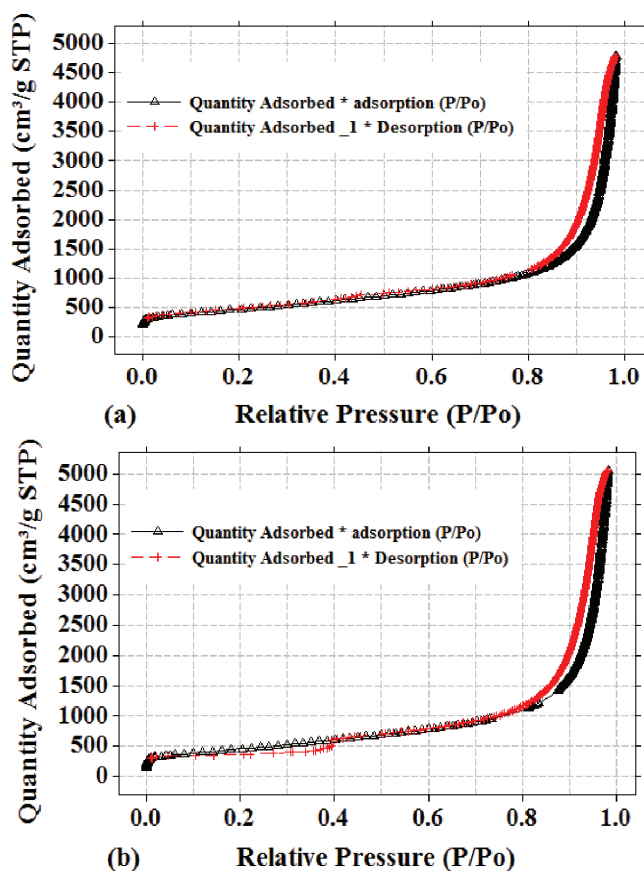 Quantity Adsorbed (cm³/g STP)
5000
4500
4000
3500
3000
2500
2000
1500
1000
500
0
Quantity Adsorbed * adsorption (P/Po)
Quantity Adsorbed _1 * Desorption (P/Po)
0.0 0.2 0.4 0.6 0.8 1.0
(a) Relative Pressure (P/Po)
Quantity Adsorbed (cm³/g STP)
5000
4500
4000
3500
3000
2500
2000
1500
1000
500
0
Quantity Adsorbed * adsorption (P/Po)
Quantity Adsorbed _1 * Desorption (P/Po)
0.0 0.2 0.4 0.6 0.8 1.0
(b) Relative Pressure (P/Po)